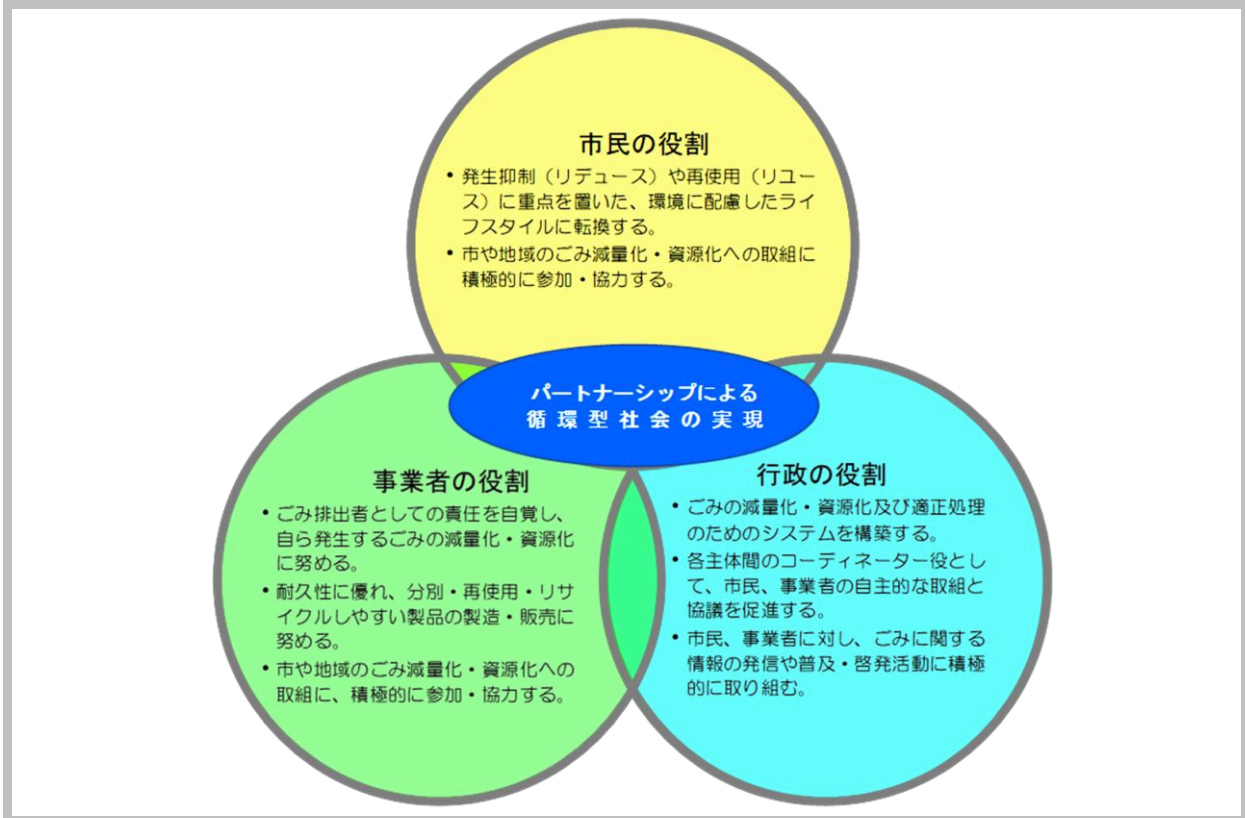 市民の役割
• 発生抑制（リデュース）や再使用（リユー
ス）に重点を置いた、環境に配慮したライ
フスタイルに転換する。
• 市や地域のごみ減量化・資源化への取組に
積極的に参加・協力する。
パートナーシップによる
循環型社会の実現
事業者の役割
• ごみ排出者としての責任を自覚し、
自ら発生するごみの減量化・資源化
に努める。
• 耐久性に優れ、分別・再使用・リサ
イクルしやすい製品の製造・販売に
努める。
• 市や地域のごみ減量化・資源化への
取組に、積極的に参加・協力する。
行政の役割
• ごみの減量化・資源化及び適正処理
のためのシステムを構築する。
• 各主体間のコーディネーター役とし
て、市民、事業者の自主的な取組と
協議を促進する。
• 市民、事業者に対し、ごみに関する
情報の発信や普及・啓発活動に積極
的に取り組む。